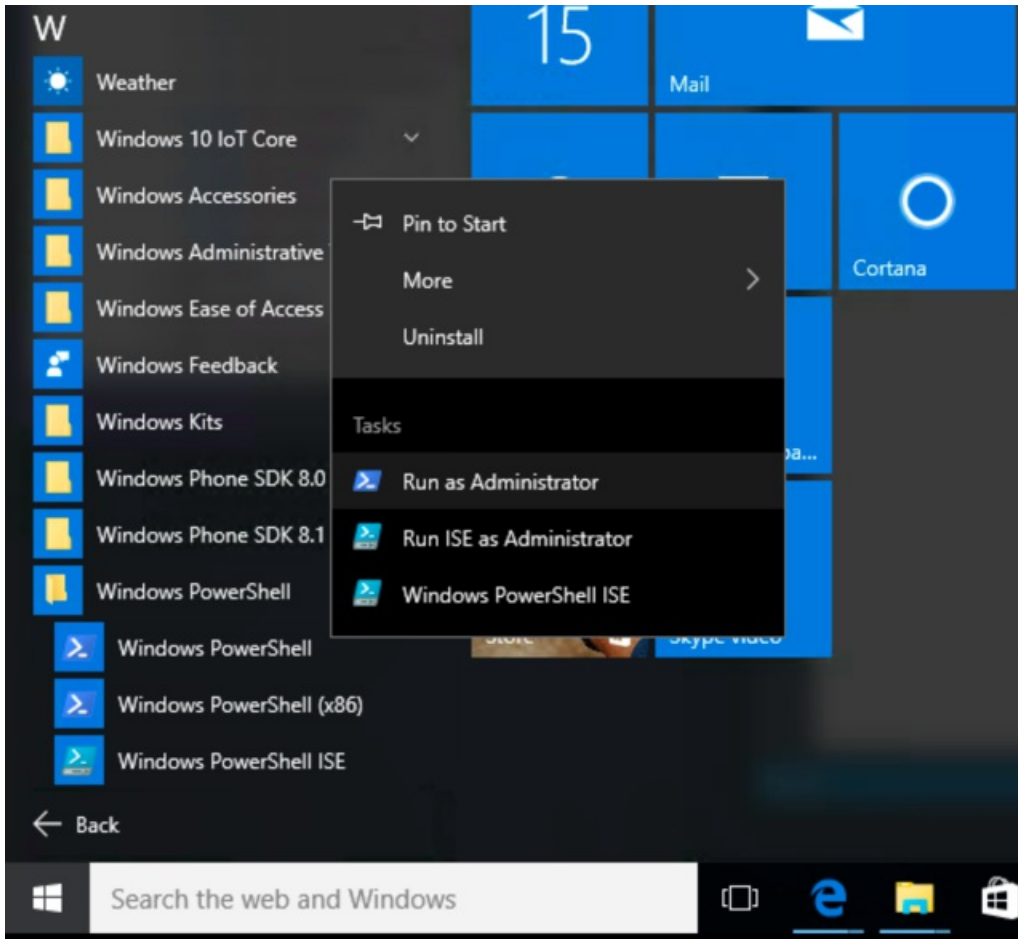 W
Weather
Windows 10 IoT Core
Windows Accessories
Windows Administrative
Windows Ease of Access
Windows Feedback
Windows Kits
Windows Phone SDK 8.0
Windows Phone SDK 8.1
Windows PowerShell
Windows PowerShell
Windows PowerShell (x86)
Windows PowerShell ISE
Back
Search the web and Windows
15
Mail
Cortana
Pin to Start
More
Uninstall
Tasks
Run as Administrator
Run ISE as Administrator
Windows PowerShell ISE
Store
Skype video